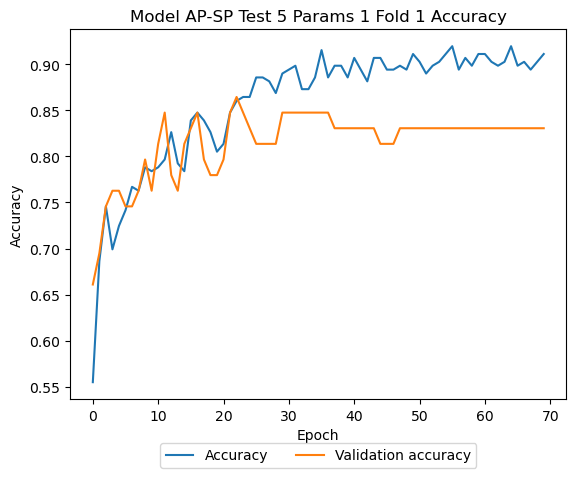 Model AP-SP Test 5 Params 1 Fold 1 Accuracy
0.90
0.85
0.80
0.75
0.70
0.65
0.60
0.55
Accuracy
0 10 20 30 40 50 60 70
Epoch
Accuracy Validation accuracy